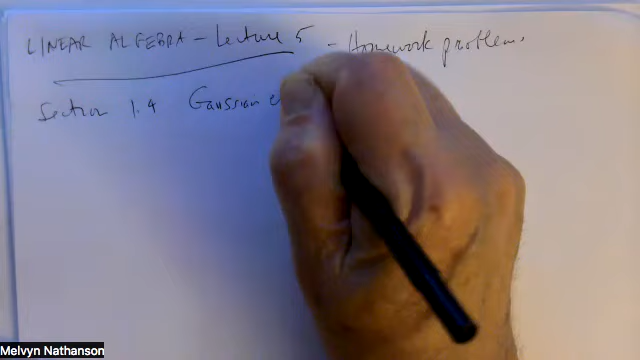 LINEAR ALGEBRA - Lecture 5 - Homework problems
Section 1.4 Gaussian e
Melvyn Nathanson